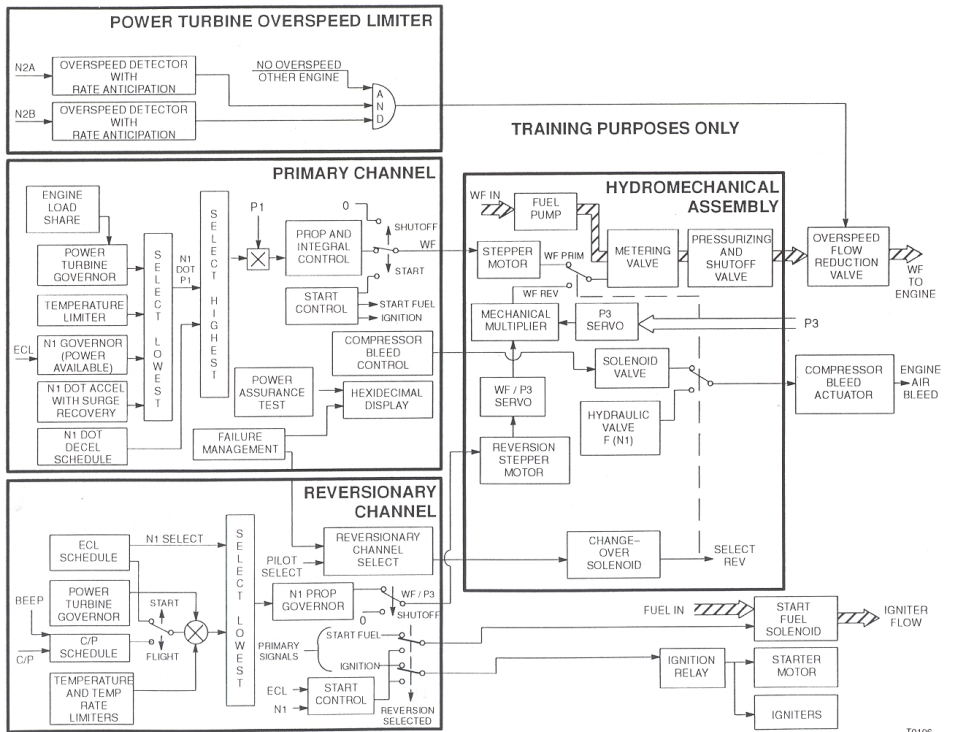 POWER TURBINE OVERSPEED LIMITER
N2A
OVERSPEED DETECTOR
WITH
RATE ANTICIPATION
NO OVERSPEED
OTHER ENGINE
A
N
D
N2B
OVERSPEED DETECTOR
WITH
RATE ANTICIPATION
TRAINING PURPOSES ONLY
PRIMARY CHANNEL
ENGINE
LOAD
SHARE
POWER
TURBINE
GOVERNOR
TEMPERATURE
LIMITER
ECL
N1 GOVERNOR
(POWER
AVAILABLE)
N1 DOT ACCEL
WITH SURGE
RECOVERY
N1 DOT
DECEL
SCHEDULE
SELECT LOWEST
N1
DOT
P1
SELECT HIGHEST
P1
X
0
PROP AND
INTEGRAL
CONTROL
SHUTOFF
WF
START
START
CONTROL
START FUEL
IGNITION
COMPRESSOR
BLEED
CONTROL
POWER
ASSURANCE
TEST
HEXIDECIMAL
DISPLAY
FAILURE
MANAGEMENT
HYDROMECHANICAL
ASSEMBLY
WF IN
FUEL
PUMP
STEPPER
MOTOR
WF PRIM
METERING
VALVE
PRESSURIZING
AND
SHUTOFF
VALVE
OVERSPEED
FLOW
REDUCTION
VALVE
WF
TO
ENGINE
WF REV
MECHANICAL
MULTIPLIER
P3
SERVO
P3
SOLENOID
VALVE
WF / P3
SERVO
HYDRAULIC
VALVE
F (N1)
COMPRESSOR
BLEED
ACTUATOR
ENGINE
AIR
BLEED
REVERSION
STEPPER
MOTOR
CHANGE-
OVER
SOLENOID
SELECT
REV
REVERSIONARY
CHANNEL
ECL
SCHEDULE
N1 SELECT
POWER
TURBINE
GOVERNOR
BEEP
START
C/P
SCHEDULE
C/P
FLIGHT
TEMPERATURE
AND TEMP
RATE
LIMITERS
SELECT LOWEST
REVERSIONARY
CHANNEL
SELECT
PILOT
SELECT
N1 PROP
GOVERNOR
WF / P3
0
SHUTOFF
START FUEL
PRIMARY
SIGNALS
IGNITION
ECL
N1
START
CONTROL
REVERSION
SELECTED
FUEL IN
START
FUEL
SOLENOID
IGNITER
FLOW
IGNITION
RELAY
STARTER
MOTOR
IGNITERS